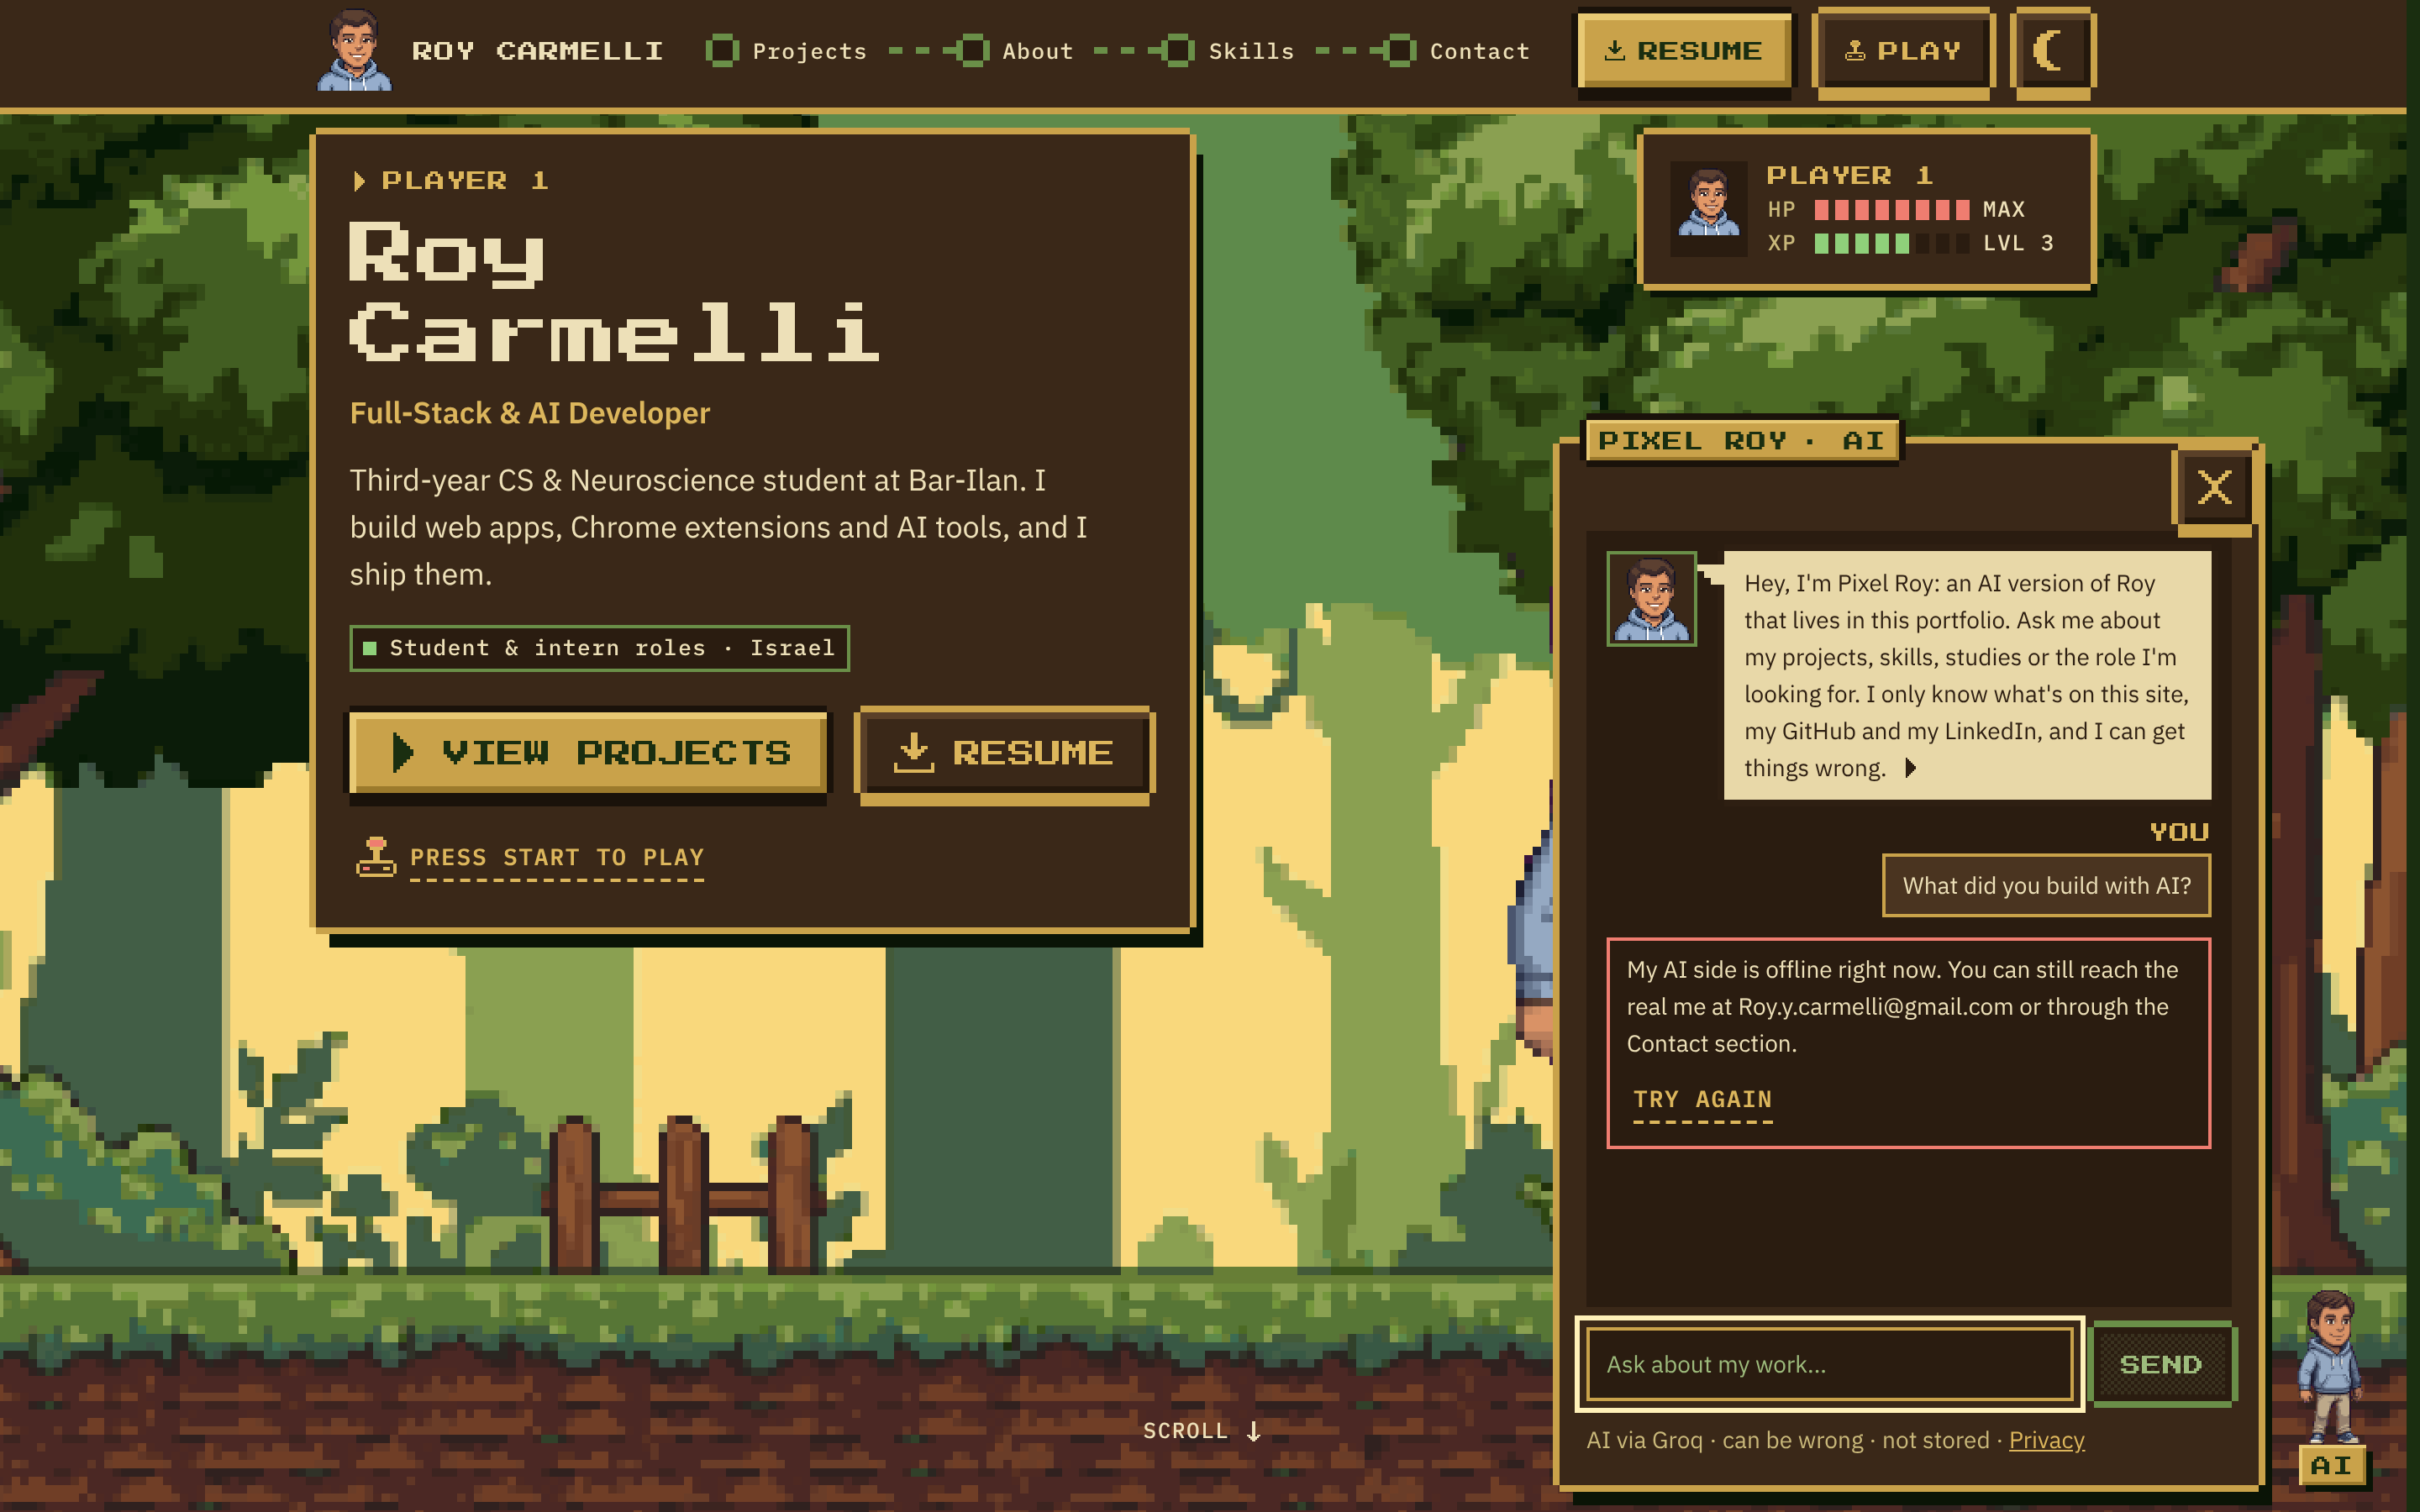 ROY CARMELLI
Projects
About
Skills
Contact
RESUME
PLAY
PLAYER 1
Roy
Carmelli
Full-Stack & AI Developer
Third-year CS & Neuroscience student at Bar-Ilan. I
build web apps, Chrome extensions and AI tools, and I
ship them.
Student & intern roles · Israel
VIEW PROJECTS
RESUME
PRESS START TO PLAY
PLAYER 1
HP MAX
XP LVL 3
PIXEL ROY · AI
X
Hey, I'm Pixel Roy: an AI version of Roy
that lives in this portfolio. Ask me about
my projects, skills, studies or the role I'm
looking for. I only know what's on this site,
my GitHub and my LinkedIn, and I can get
things wrong.
YOU
What did you build with AI?
My AI side is offline right now. You can still reach the
real me at Roy.y.carmelli@gmail.com or through the
Contact section.
TRY AGAIN
Ask about my work...
SEND
AI via Groq · can be wrong · not stored · Privacy
SCROLL ↓
AI